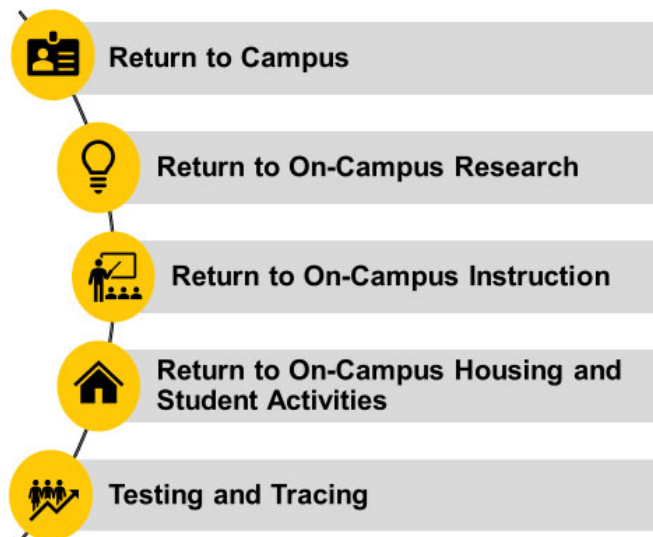 Return to Campus
Return to On-Campus Research
Return to On-Campus Instruction
Return to On-Campus Housing and
Student Activities
Testing and Tracing